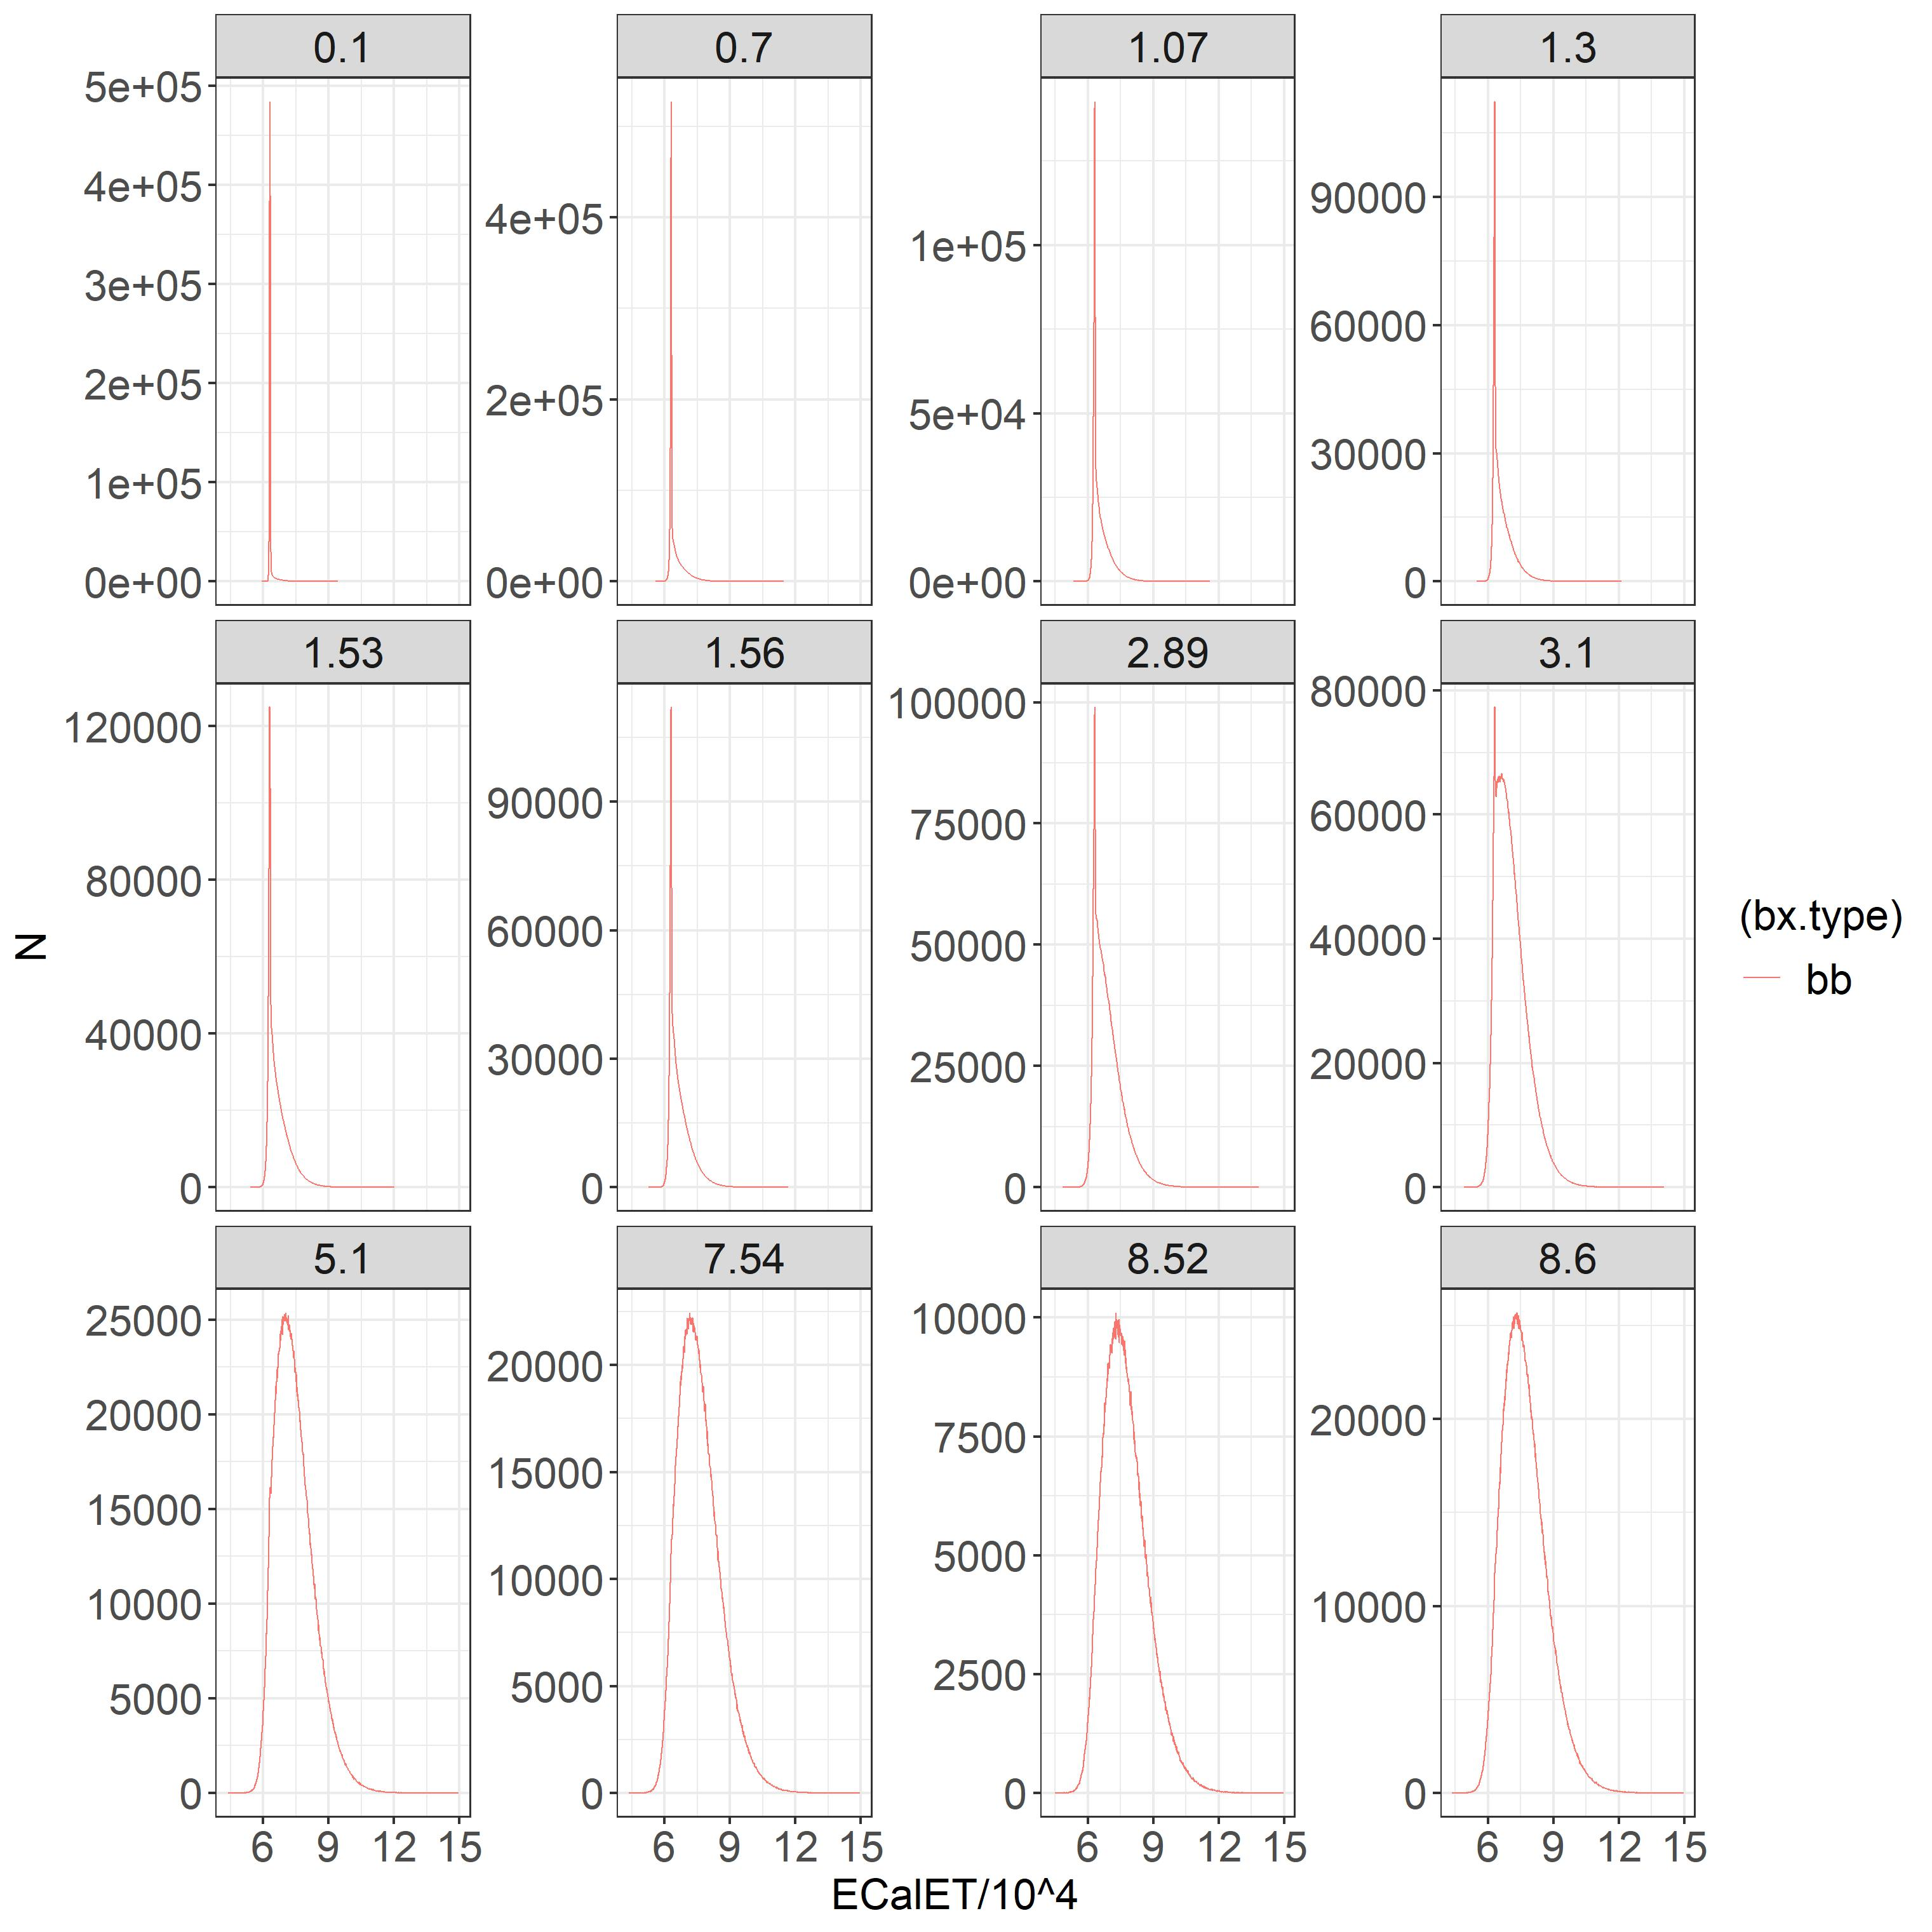 0.1
0.7
1.07
1.3
5e+05
4e+05
3e+05
2e+05
1e+05
0e+00
4e+05
2e+05
0e+00
1e+05
5e+04
0e+00
90000
60000
30000
0
1.53
1.56
2.89
3.1
120000
80000
40000
0
90000
60000
30000
0
100000
75000
50000
25000
0
80000
60000
40000
20000
0
N
(bx.type)
bb
5.1
7.54
8.52
8.6
25000
20000
15000
10000
5000
0
20000
15000
10000
5000
0
10000
7500
5000
2500
0
20000
10000
0
6 9 12 15
6 9 12 15
6 9 12 15
6 9 12 15
ECalET/10^4